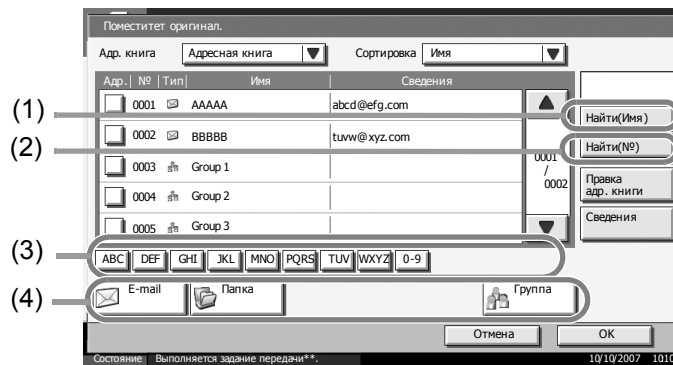 Поместитет оригинал.
Адр. книга Адресная книга Сортировка Имя
Адр. № Тип Имя Сведения
(1) 0001 AAAAA abcd@efg.com Найти(Имя)
(2) 0002 BBBBB tuvw@xyz.com Найти(№)
0003 Group 1 0001
/
0004 Group 2 0002 Правка
адр. книги
0005 Group 3 Сведения
(3) ABC DEF GHI JKL MNO PQRS TUV WXYZ 0-9
(4) E-mail Папка Группа
Отмена OK
Состояние Выполняется задание передачи**. 10/10/2007 1010